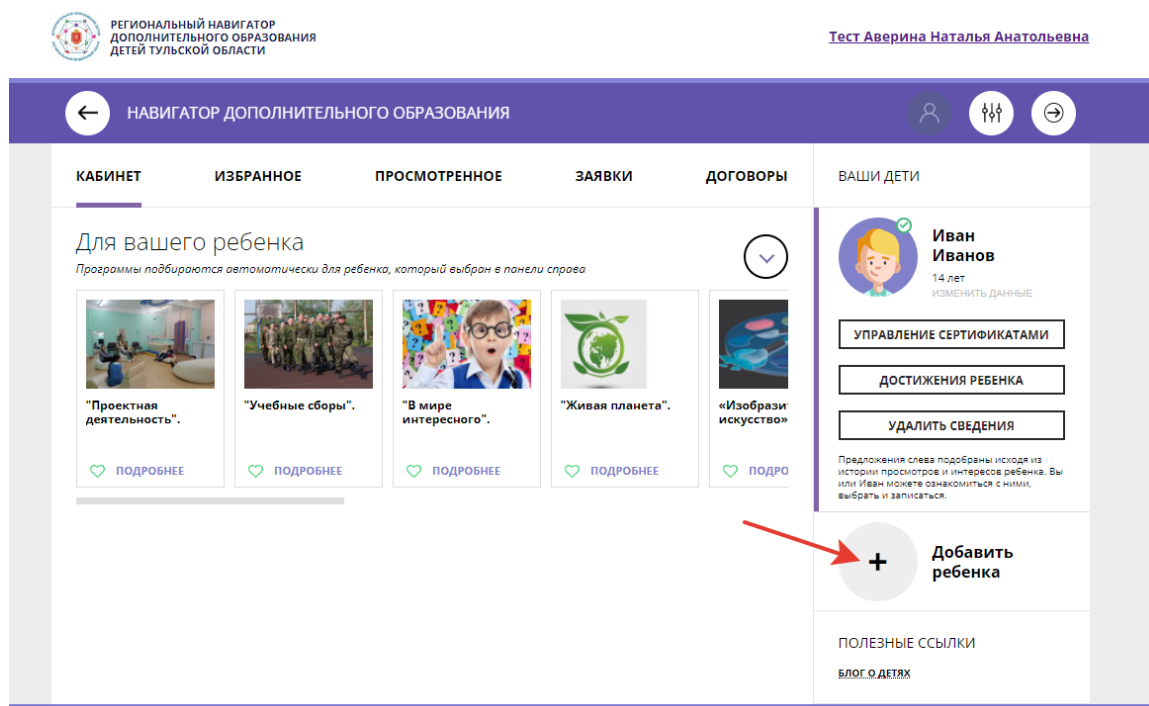 РЕГИОНАЛЬНЫЙ НАВИГАТОР
ДОПОЛНИТЕЛЬНОГО ОБРАЗОВАНИЯ
ДЕТЕЙ ТУЛЬСКОЙ ОБЛАСТИ
Тест Аверина Наталья Анатольевна
НАВИГАТОР ДОПОЛНИТЕЛЬНОГО ОБРАЗОВАНИЯ
КАБИНЕТ
ИЗБРАННОЕ
ПРОСМОТРЕННОЕ
ЗАЯВКИ
ДОГОВОРЫ
Для вашего ребенка
Программы подбираются автоматически для ребенка, который выбран в панели справа
"Проектная
деятельность".
ПОДРОБНЕЕ
"Учебные сборы".
ПОДРОБНЕЕ
"В мире
интересного".
ПОДРОБНЕЕ
"Живая планета".
ПОДРОБНЕЕ
«Изобрази
искусство»
ПОДРО
ВАШИ ДЕТИ
Иван
Иванов
14 лет
ИЗМЕНИТЬ ДАННЫЕ
УПРАВЛЕНИЕ СЕРТИФИКАТАМИ
ДОСТИЖЕНИЯ РЕБЕНКА
УДАЛИТЬ СВЕДЕНИЯ
Предложения слева подобраны исходя из
истории просмотров и интересов ребенка. Вы
или Иван можете ознакомиться с ними,
выбрать и записаться.
+
Добавить
ребенка
ПОЛЕЗНЫЕ ССЫЛКИ
БЛОГ О ДЕТЯХ